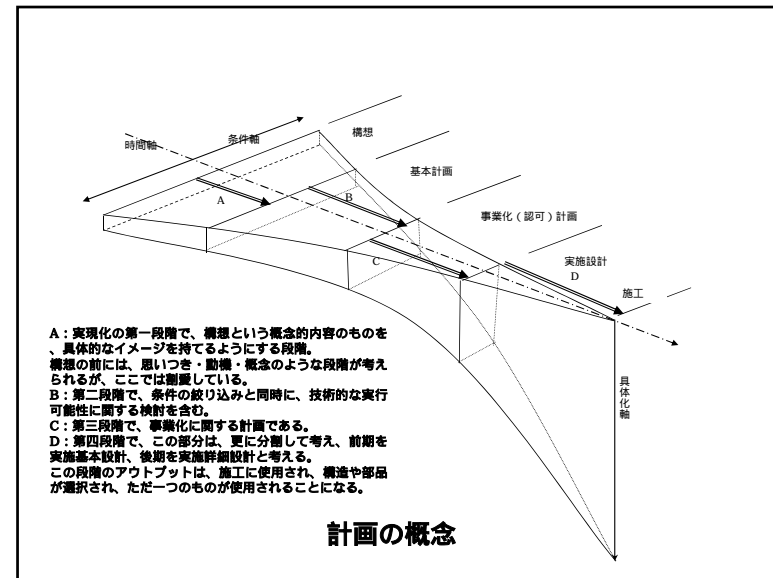 構想
条件軸
時間軸
基本計画
A
B
事業化（認可）計画
C
実施設計
D
施工
具体化軸
A：実現化の第一段階で、構想という概念的内容のものを
、具体的なイメージを持てるようにする段階。
構想の前には、思いつき・動機・概念のような段階が考え
られるが、ここでは割愛している。
B：第二段階で、条件の絞り込みと同時に、技術的な実行
可能性に関する検討を含む。
C：第三段階で、事業化に関する計画である。
D：第四段階で、この部分は、更に分割して考え、前期を
実施基本設計、後期を実施詳細設計と考える。
この段階のアウトプットは、施工に使用され、構造や部品
が選択され、ただ一つのものが使用されることになる。
計画の概念